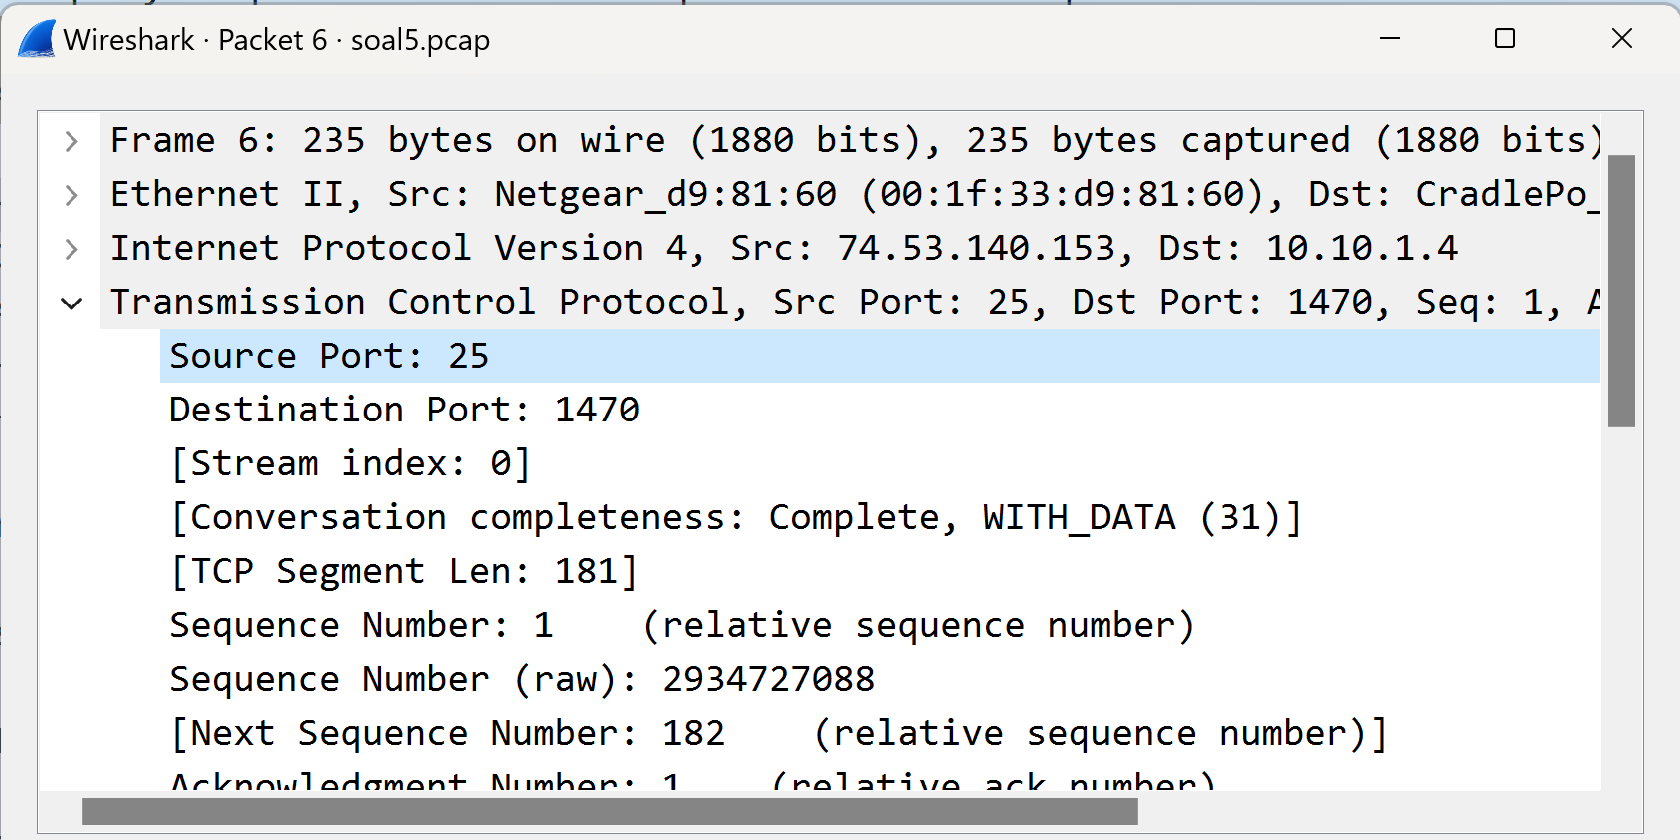 Wireshark · Packet 6 · soal5.pcap
Frame 6: 235 bytes on wire (1880 bits), 235 bytes captured (1880 bits)
Ethernet II, Src: Netgear_d9:81:60 (00:1f:33:d9:81:60), Dst: CradlePo_
Internet Protocol Version 4, Src: 74.53.140.153, Dst: 10.10.1.4
Transmission Control Protocol, Src Port: 25, Dst Port: 1470, Seq: 1, A
Source Port: 25
Destination Port: 1470
[Stream index: 0]
[Conversation completeness: Complete, WITH_DATA (31)]
[TCP Segment Len: 181]
Sequence Number: 1 (relative sequence number)
Sequence Number (raw): 2934727088
[Next Sequence Number: 182 (relative sequence number)]
Acknowledgment Number: 1 (relative ack number)